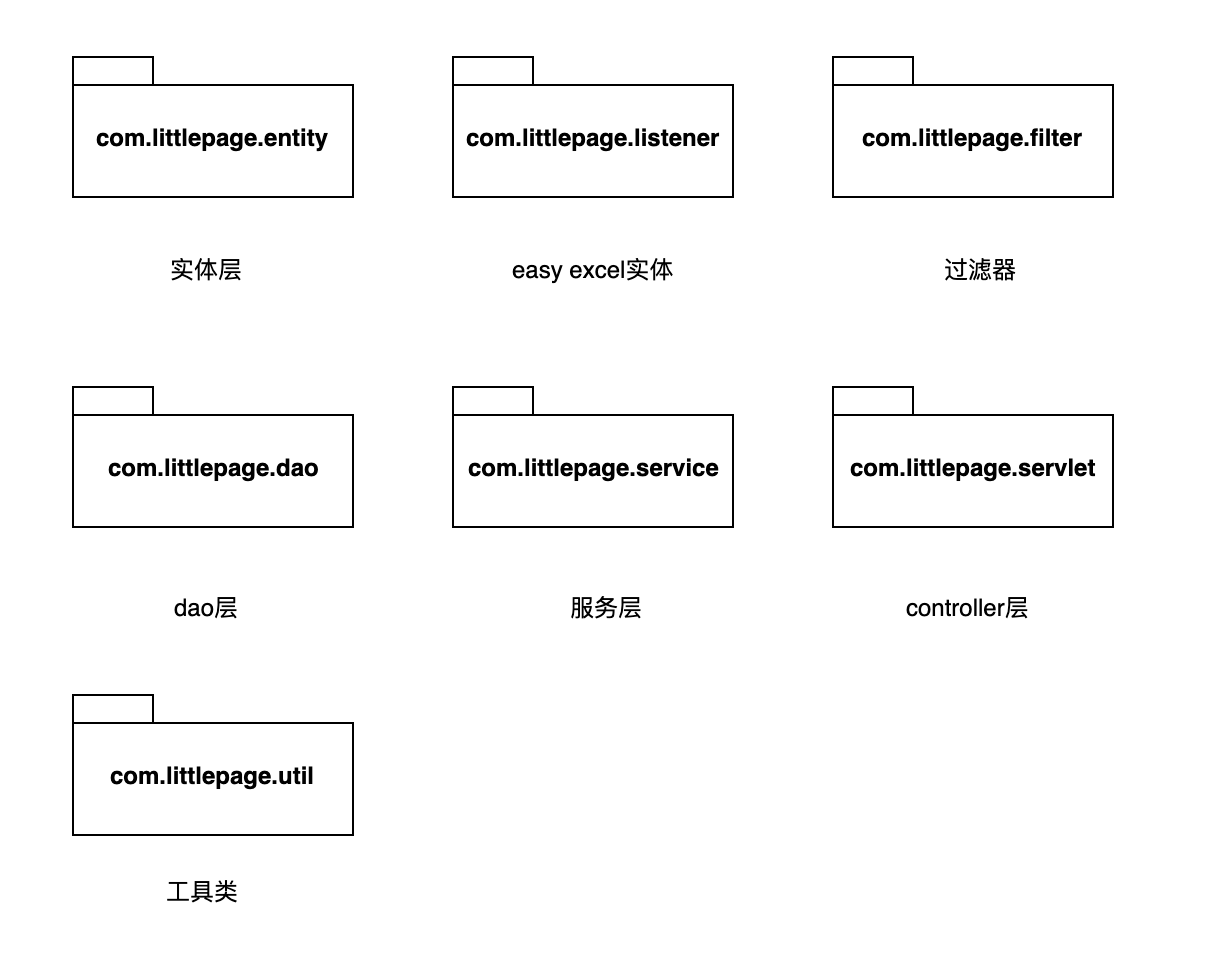 com.littlepage.entity
com.littlepage.listener
com.littlepage.filter
实体层
easy excel实体
过滤器
com.littlepage.dao
com.littlepage.service
com.littlepage.servlet
dao层
服务层
controller层
com.littlepage.util
工具类